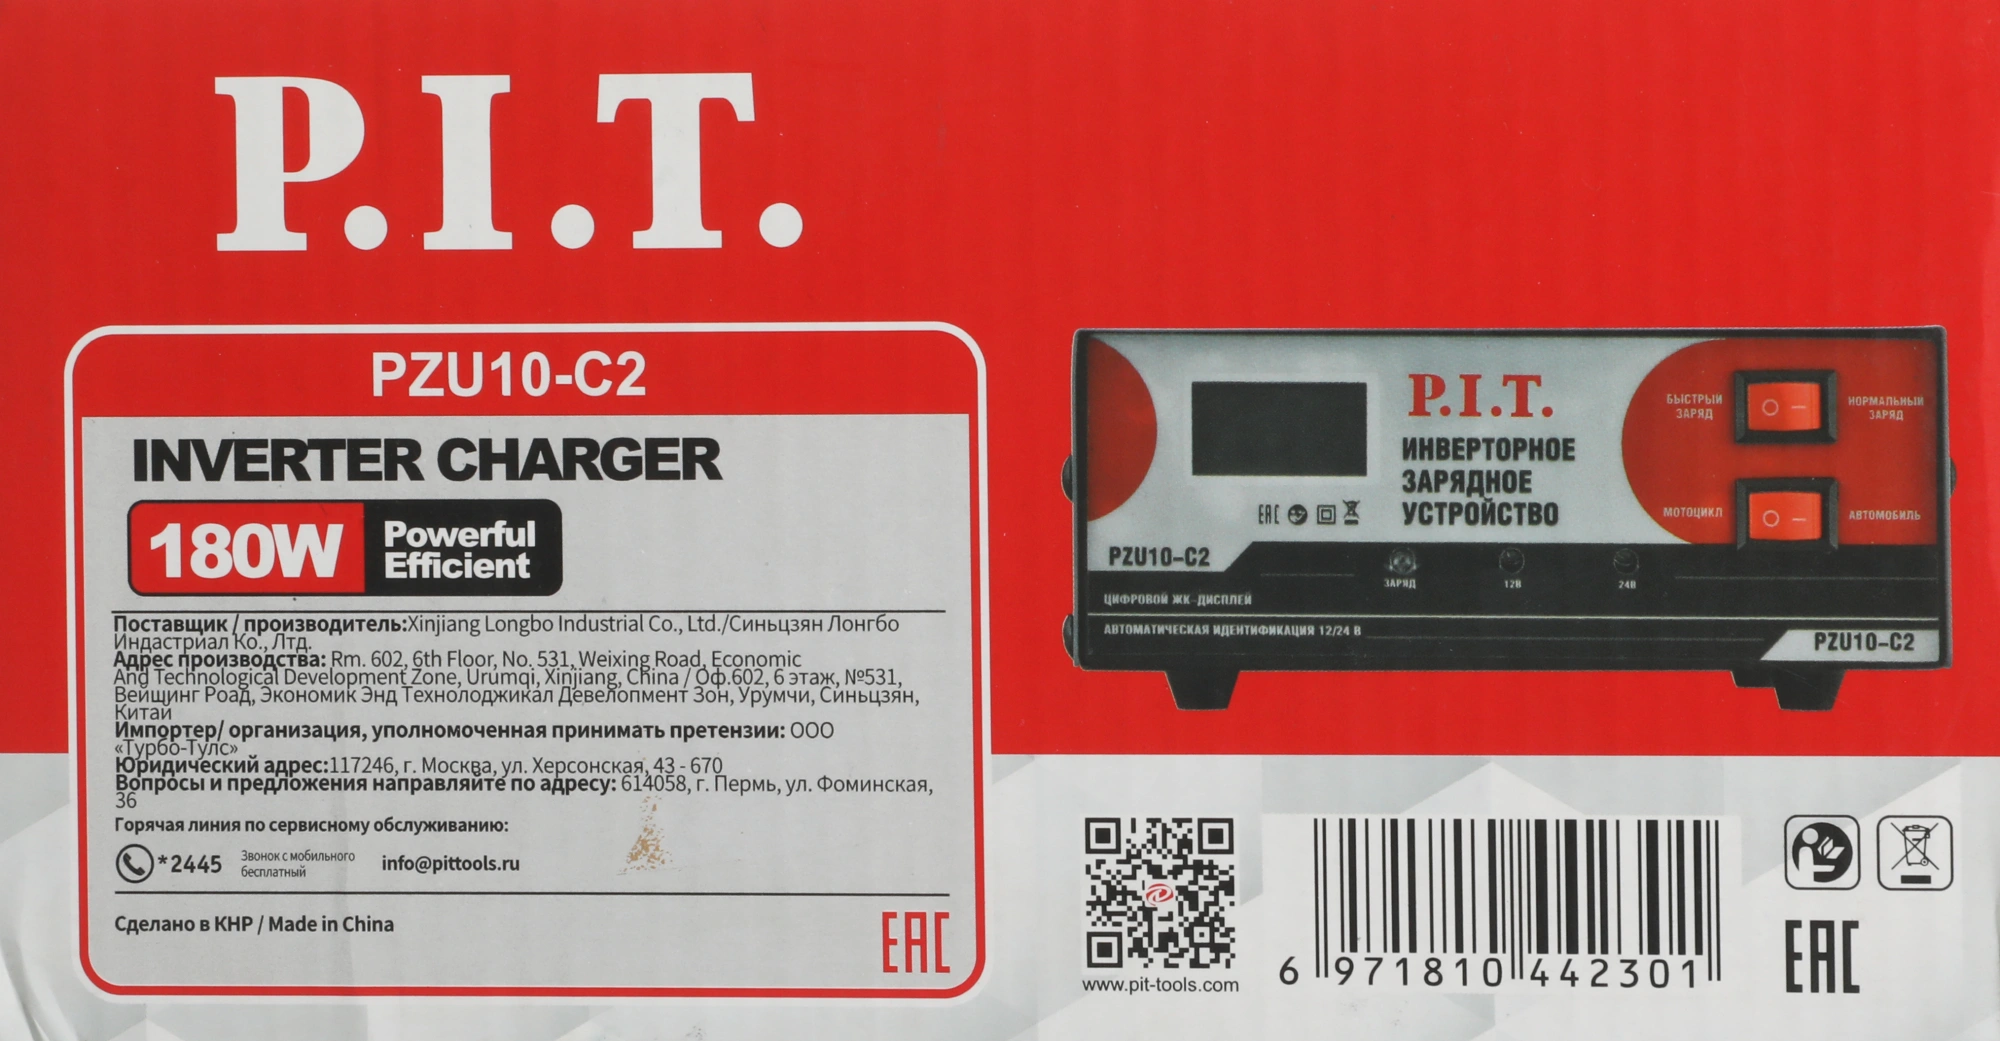 P.I.T.
PZU10-C2
INVERTER CHARGER
180W
Powerful
Efficient
Поставщик / производитель:Xinjiang Longbo Industrial Co., Ltd./Синьцзян Лонгбо
Индастриал Ко., Лтд.
Адрес производства: Rm. 602, 6th Floor, No. 531, Weixing Road, Economic
And Technological Development Zone, Urumqi, Xinjiang, China / Оф.602, 6 этаж, №531,
Вейщинг Роад, Экономик Энд Технолоджикал Девелопмент Зон, Урумчи, Синьцзян,
Китай
Импортер/ организация, уполномоченная принимать претензии: ООО
«Турбо-Тулс»
Юридический адрес:117246, г. Москва, ул. Херсонская, 43 - 670
Вопросы и предложения направляйте по адресу: 614058, г. Пермь, ул. Фоминская,
36
Горячая линия по сервисному обслуживанию:
*2445
Звонок с мобильного
бесплатный
info@pittools.ru
Сделано в КНР / Made in China
EAC
P.I.T.
ИНВЕРТОРНОЕ
ЗАРЯДНОЕ
УСТРОЙСТВО
БЫСТРЫЙ
ЗАРЯД
НОРМАЛЬНЫЙ
ЗАРЯД
МОТОЦИКЛ
АВТОМОБИЛЬ
EAC
PZU10-C2
ЗАРЯД
12В
24В
ЦИФРОВОЙ ЖК-ДИСПЛЕЙ
АВТОМАТИЧЕСКАЯ ИДЕНТИФИКАЦИЯ 12/24 В
PZU10-C2
www.pit-tools.com
6 971810 442301
EAC